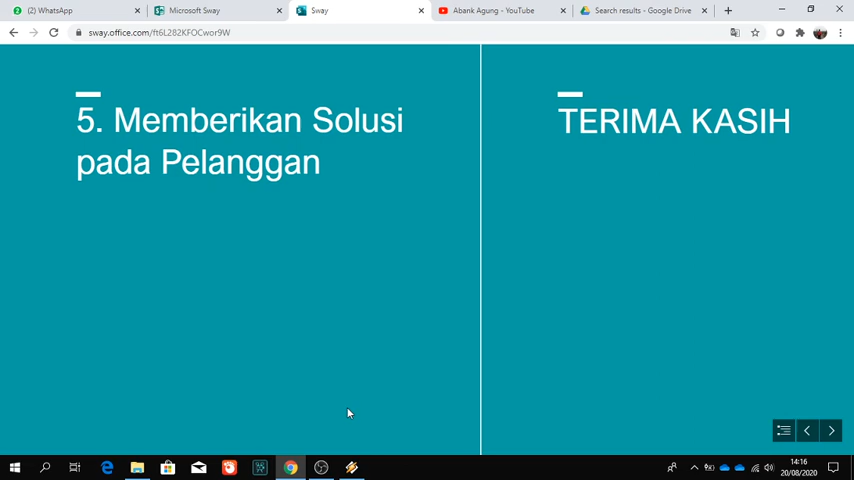 (2) WhatsApp
Microsoft Sway
Sway
Abank Agung - YouTube
Search results - Google Drive
sway.office.com/ft6L282KFOCwor9W
5. Memberikan Solusi
pada Pelanggan
TERIMA KASIH
14:16
20/08/2020